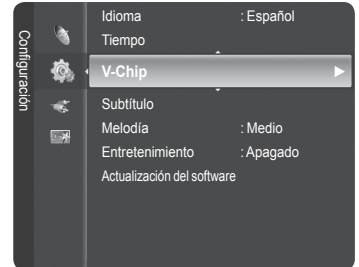 Configuración
Idioma : Español
Tiempo
V-Chip
Subtítulo
Melodía : Medio
Entretenimiento : Apagado
Actualización del software